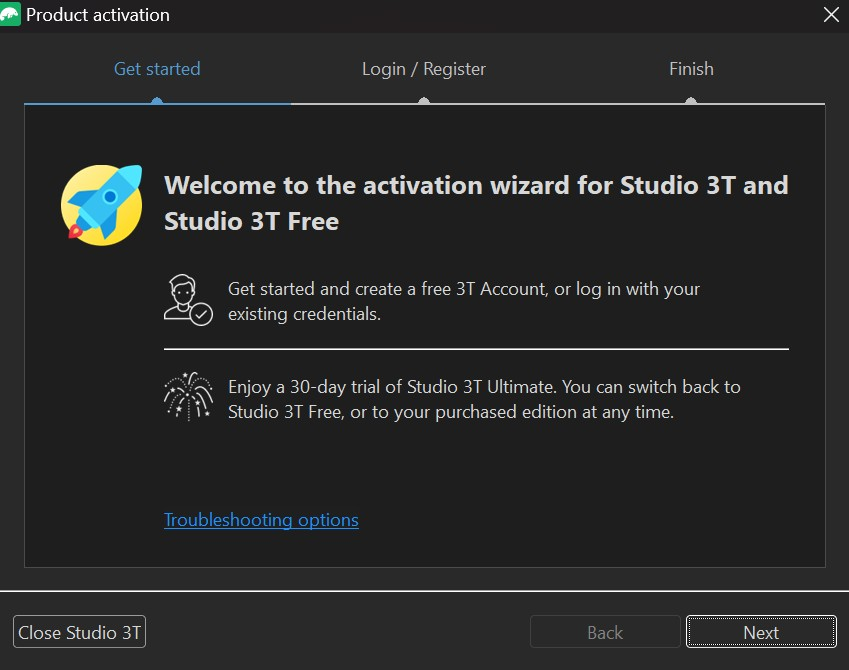 Product activation
Get started
Login / Register
Finish
Welcome to the activation wizard for Studio 3T and
Studio 3T Free
Get started and create a free 3T Account, or log in with your
existing credentials.
Enjoy a 30-day trial of Studio 3T Ultimate. You can switch back to
Studio 3T Free, or to your purchased edition at any time.
Troubleshooting options
Close Studio 3T
Back
Next